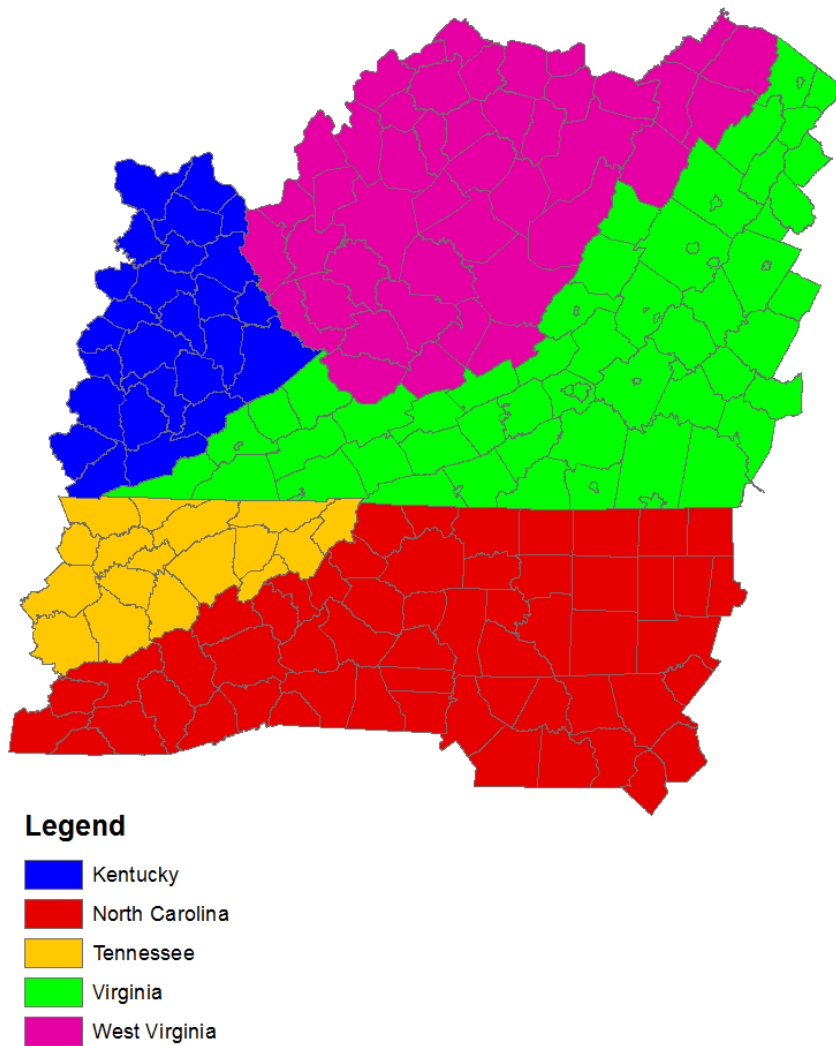 Legend
Kentucky
North Carolina
Tennessee
Virginia
West Virginia